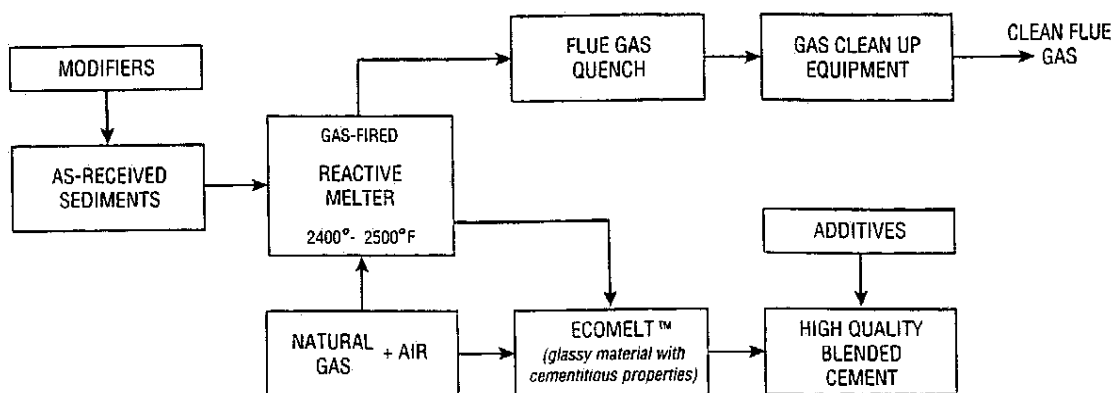 MODIFIERS
AS-RECEIVED
SEDIMENTS
GAS-FIRED
REACTIVE
MELTER
2400°- 2500°F
NATURAL
GAS + AIR
FLUE GAS
QUENCH
GAS CLEAN UP
EQUIPMENT
CLEAN FLUE
GAS
ECOMELT™
(glassy material with
cementitious properties)
ADDITIVES
HIGH QUALITY
BLENDED
CEMENT